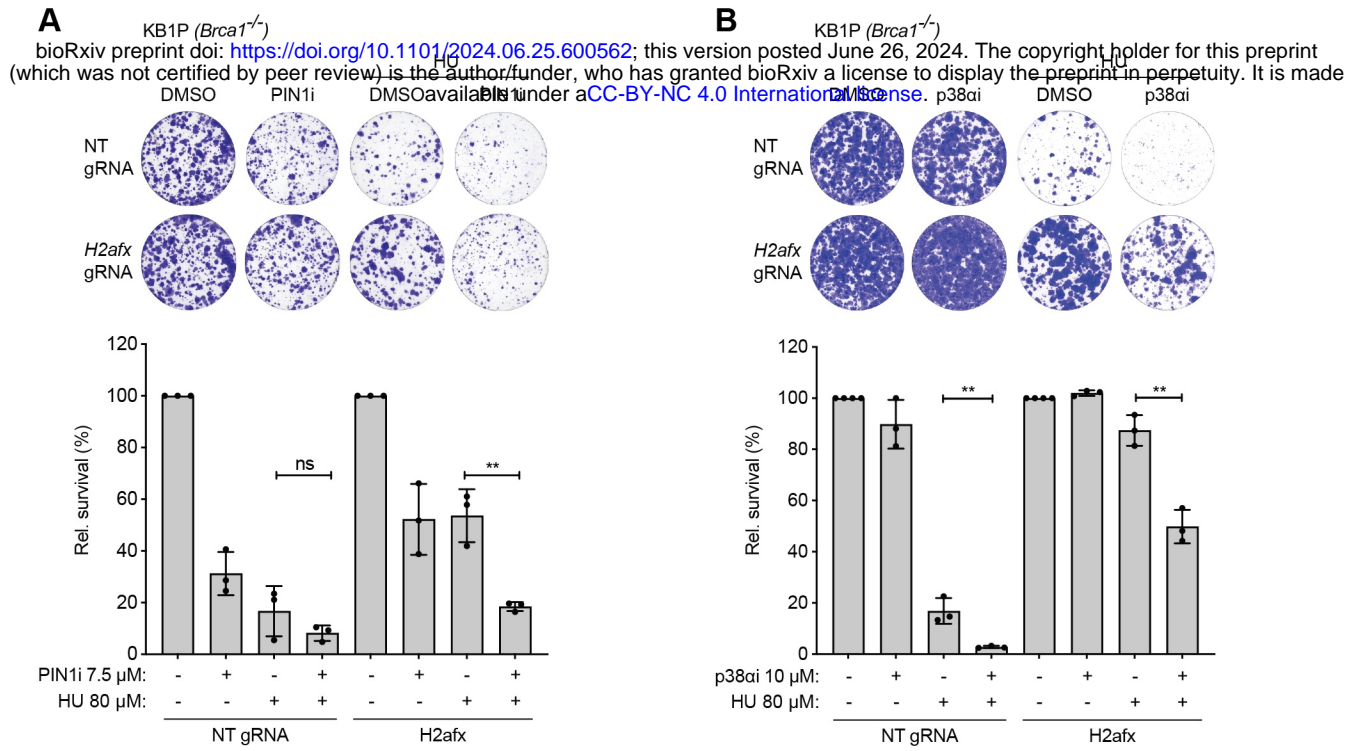 A
KB1P (Brca1-/-)
B
KB1P (Brca1-/-)
bioRxiv preprint doi: https://doi.org/10.1101/2024.06.25.600562; this version posted June 26, 2024. The copyright holder for this preprint
(which was not certified by peer review) is the author/funder, who has granted bioRxiv a license to display the preprint in perpetuity. It is made
available under aCC-BY-NC 4.0 International license.
HU
HU
DMSO PIN1i DMSO PIN1i
DMSO p38αi DMSO p38αi
NT
gRNA
H2afx
gRNA
NT
gRNA
H2afx
gRNA
Rel. survival (%)
120
100
80
60
40
20
0
ns
**
PIN1i 7.5 µM: - + - + - + - +
HU 80 µM: - - + + - - + +
NT gRNA H2afx
Rel. survival (%)
120
100
80
60
40
20
0
**
**
p38αi 10 µM: - + - + - + - +
HU 80 µM: - - + + - - + +
NT gRNA H2afx